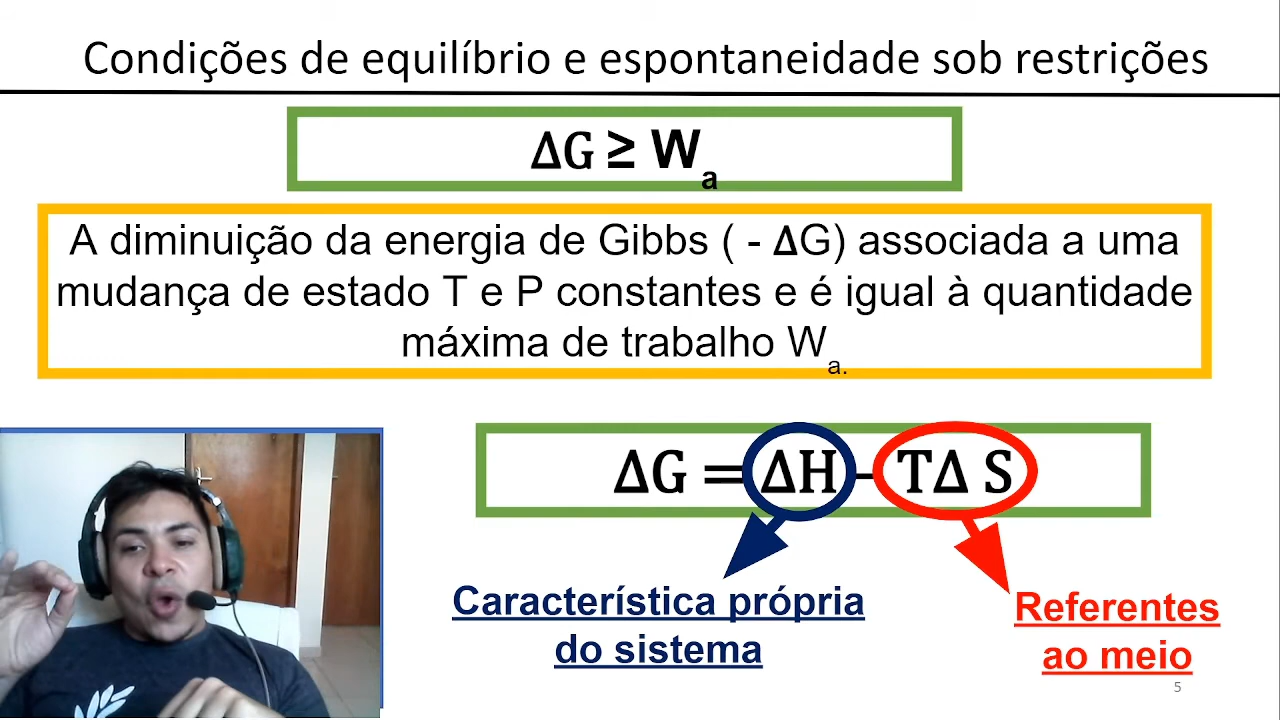 Condições de equilíbrio e espontaneidade sob restrições
ΔG ≥ Wa
A diminuição da energia de Gibbs ( - ΔG) associada a uma
mudança de estado T e P constantes e é igual à quantidade
máxima de trabalho Wa.
ΔG = ΔH - TΔ S
Característica própria
do sistema
Referentes
ao meio
5